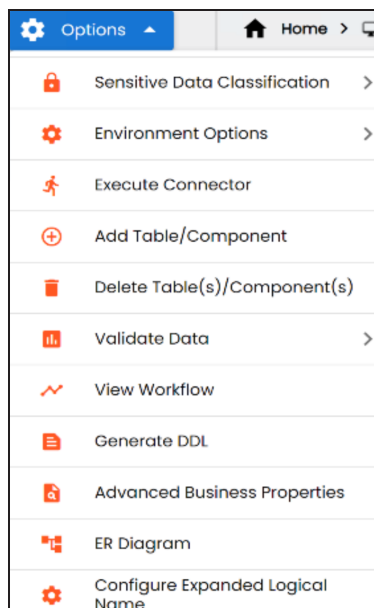 Options
Home >
Sensitive Data Classification >
Environment Options >
Execute Connector
Add Table/Component
Delete Table(s)/Component(s)
Validate Data >
View Workflow
Generate DDL
Advanced Business Properties
ER Diagram
Configure Expanded Logical
Name